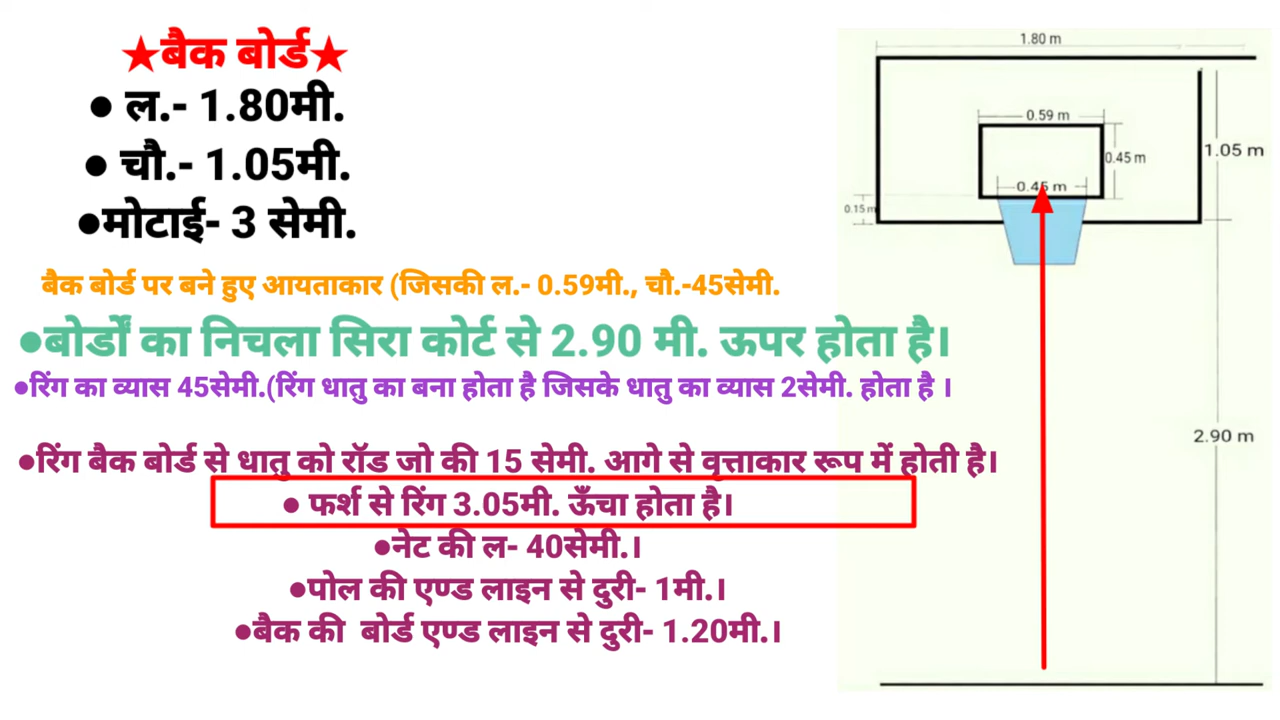 ★बैक बोर्ड★
● ल.- 1.80मी.
● चौ.- 1.05मी.
●मोटाई- 3 सेमी.
बैक बोर्ड पर बने हुए आयताकार (जिसकी ल.- 0.59मी., चौ.-45सेमी.
●बोर्डों का निचला सिरा कोर्ट से 2.90 मी. ऊपर होता है।
●रिंग का व्यास 45सेमी.(रिंग धातु का बना होता है जिसके धातु का व्यास 2सेमी. होता है ।
●रिंग बैक बोर्ड से धातु को रॉड जो की 15 सेमी. आगे से वृत्ताकार रूप में होती है।
● फर्श से रिंग 3.05मी. ऊँचा होता है।
●नेट की ल- 40सेमी.।
●पोल की एण्ड लाइन से दुरी- 1मी.।
●बैक की बोर्ड एण्ड लाइन से दुरी- 1.20मी.।
1.80 m
0.59 m
0.45 m
1.05 m
0.45 m
0.15 m
2.90 m